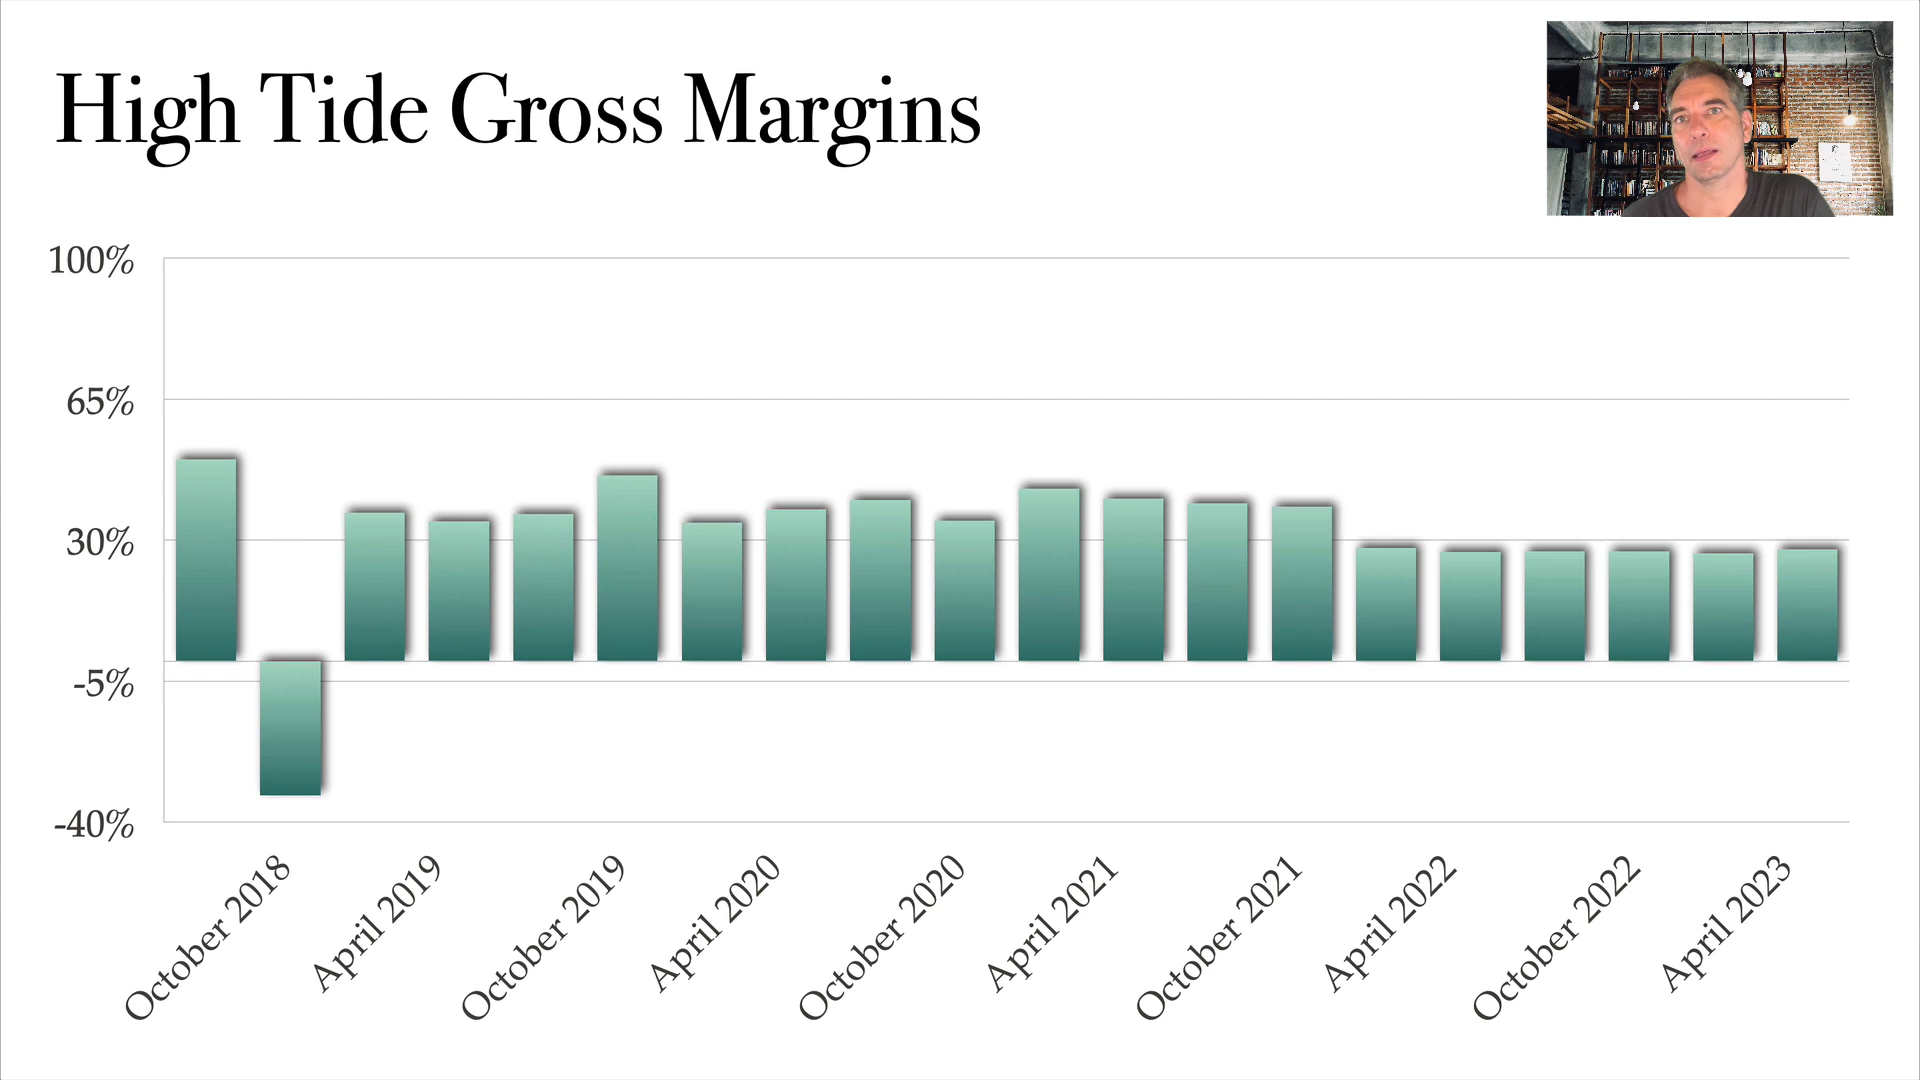 High Tide Gross Margins
100%
65%
30%
-5%
-40%
October 2018
April 2019
October 2019
April 2020
October 2020
April 2021
October 2021
April 2022
October 2022
April 2023